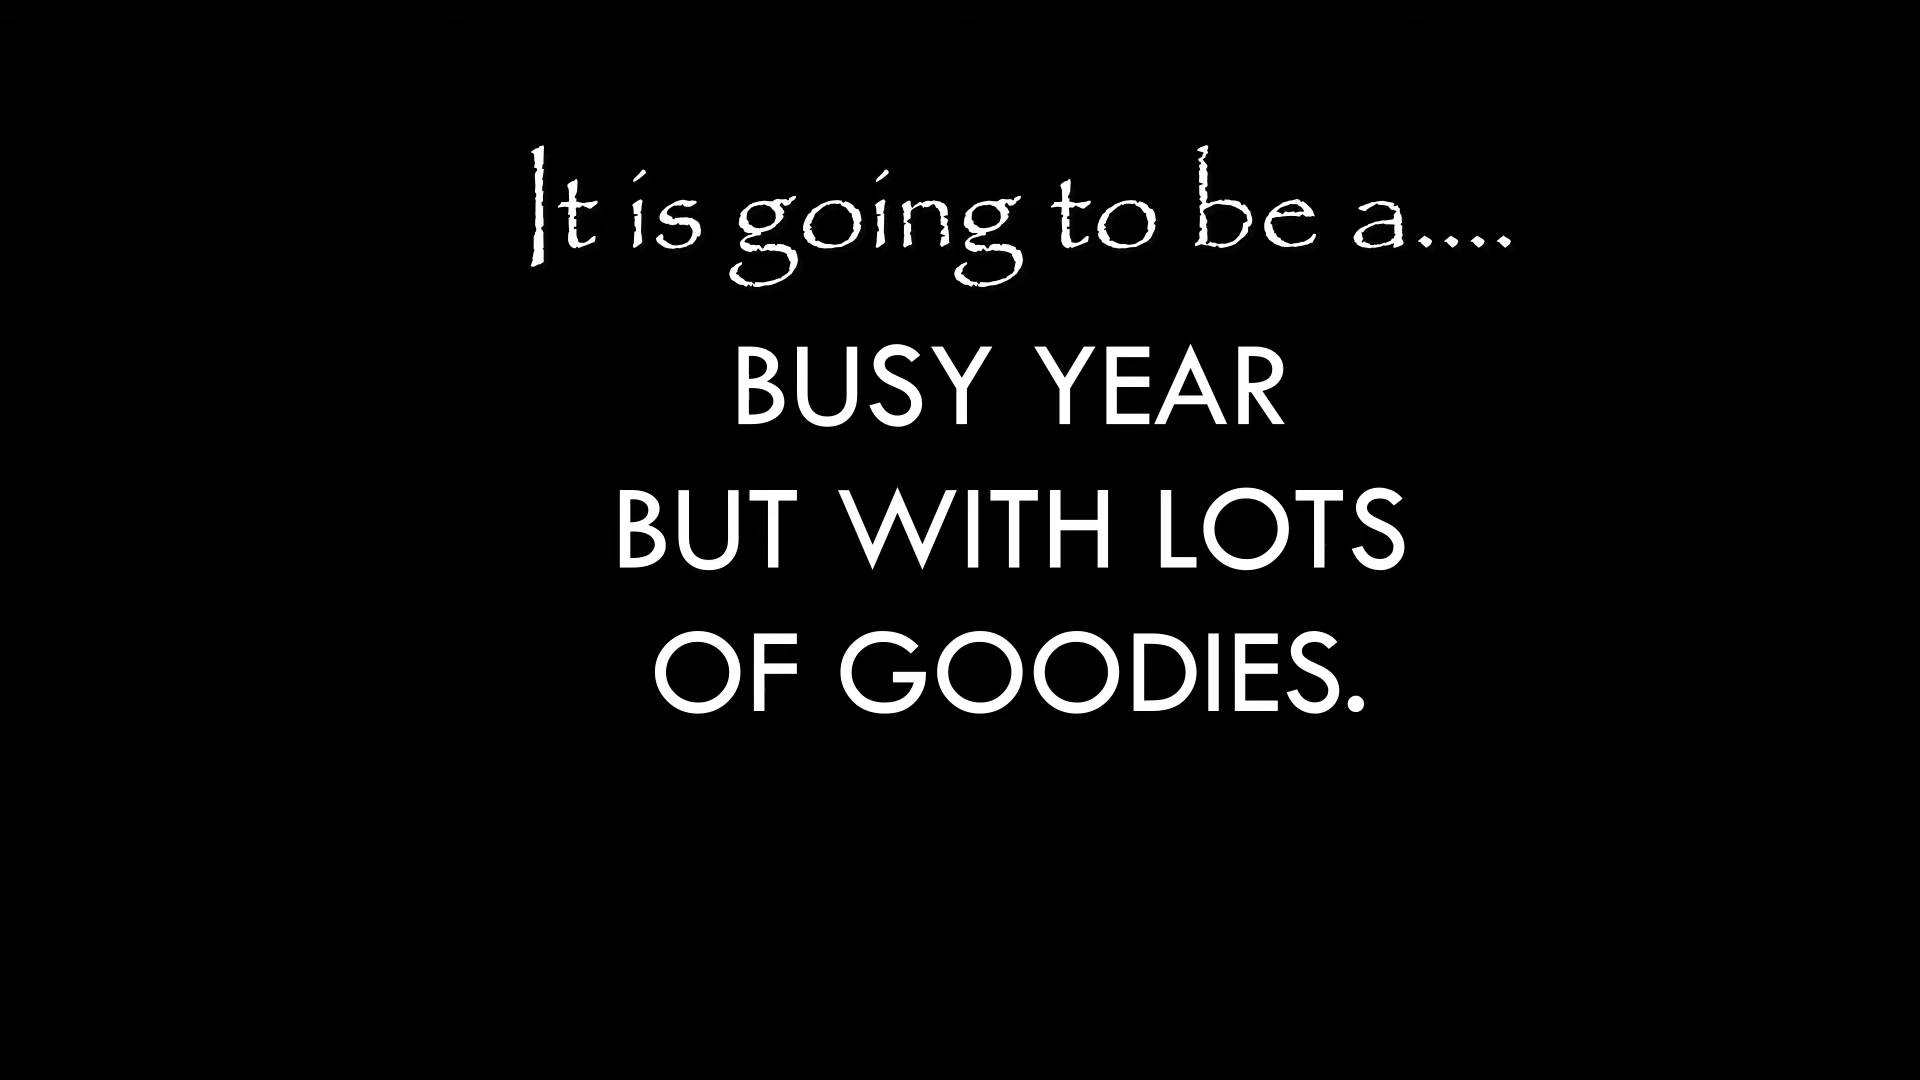 It is going to be a....
BUSY YEAR
BUT WITH LOTS
OF GOODIES.